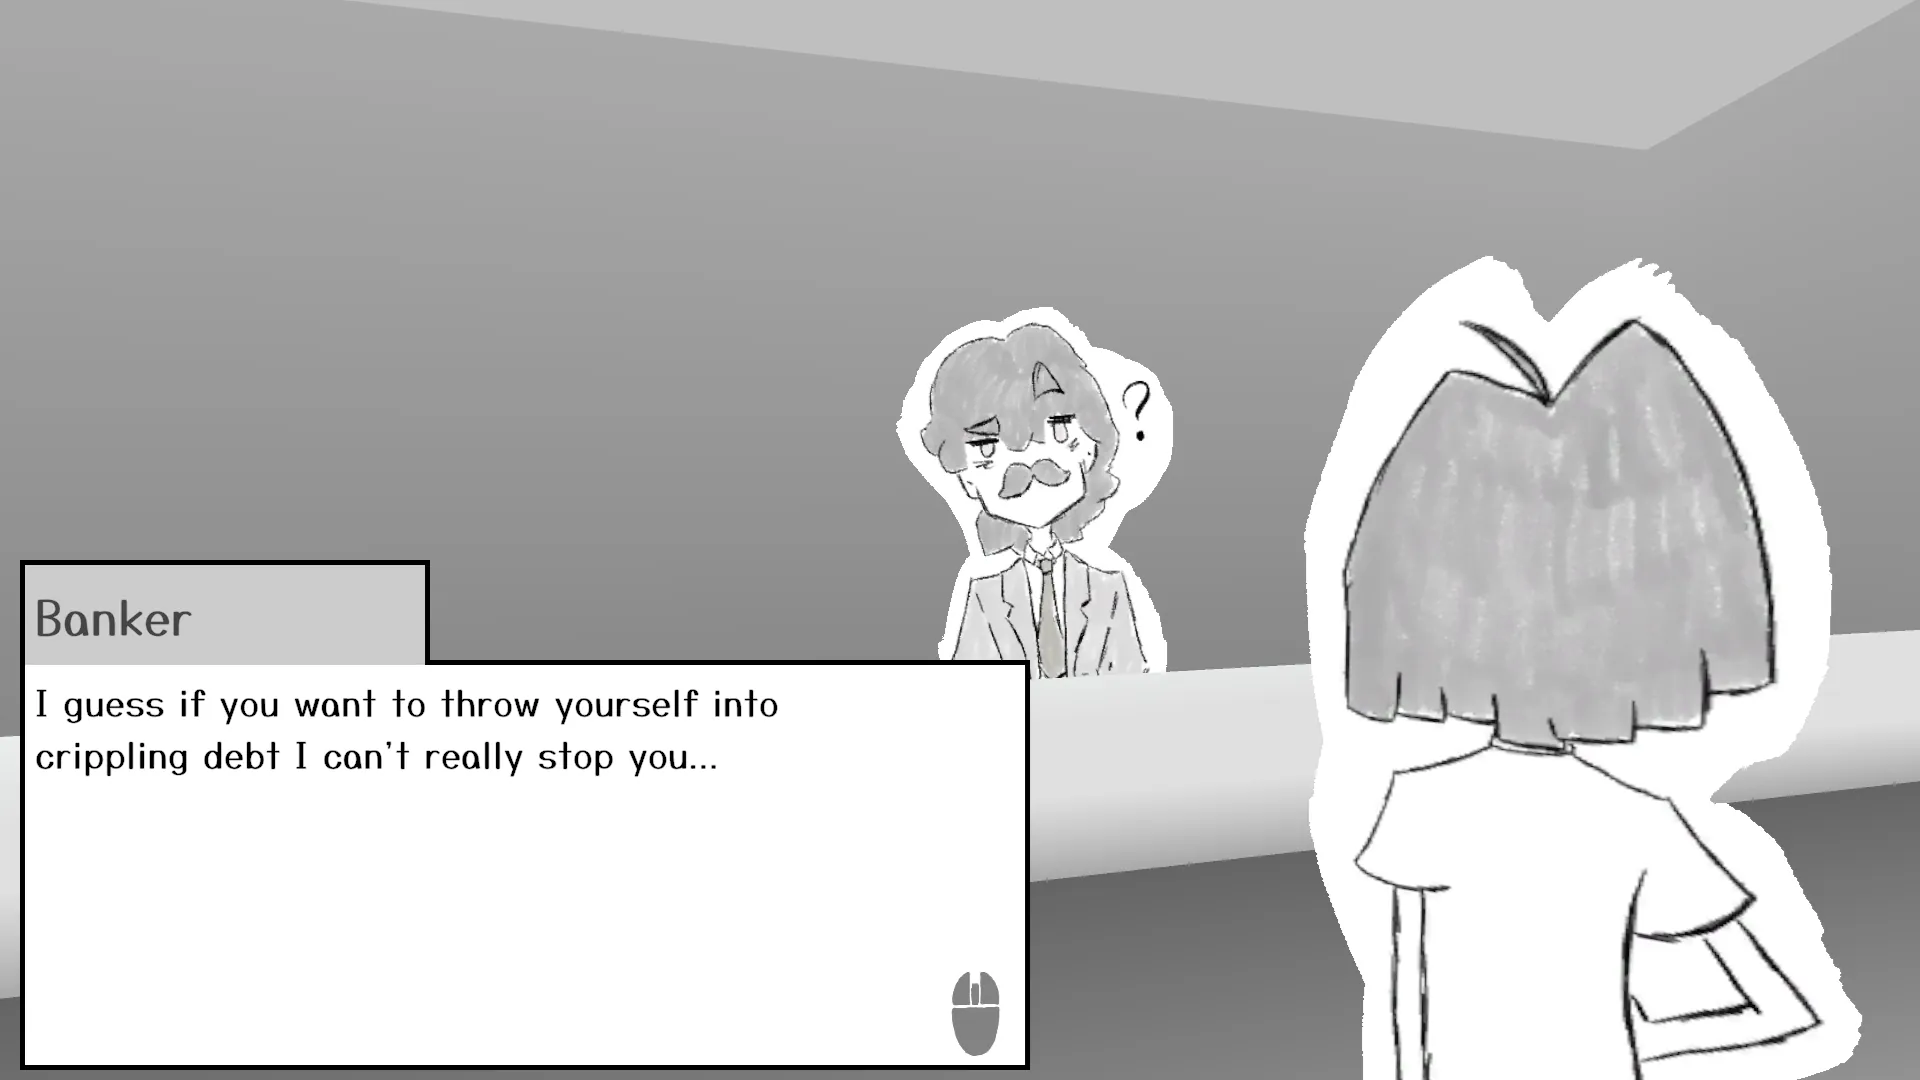 ?
Banker
I guess if you want to throw yourself into
crippling debt I can't really stop you...